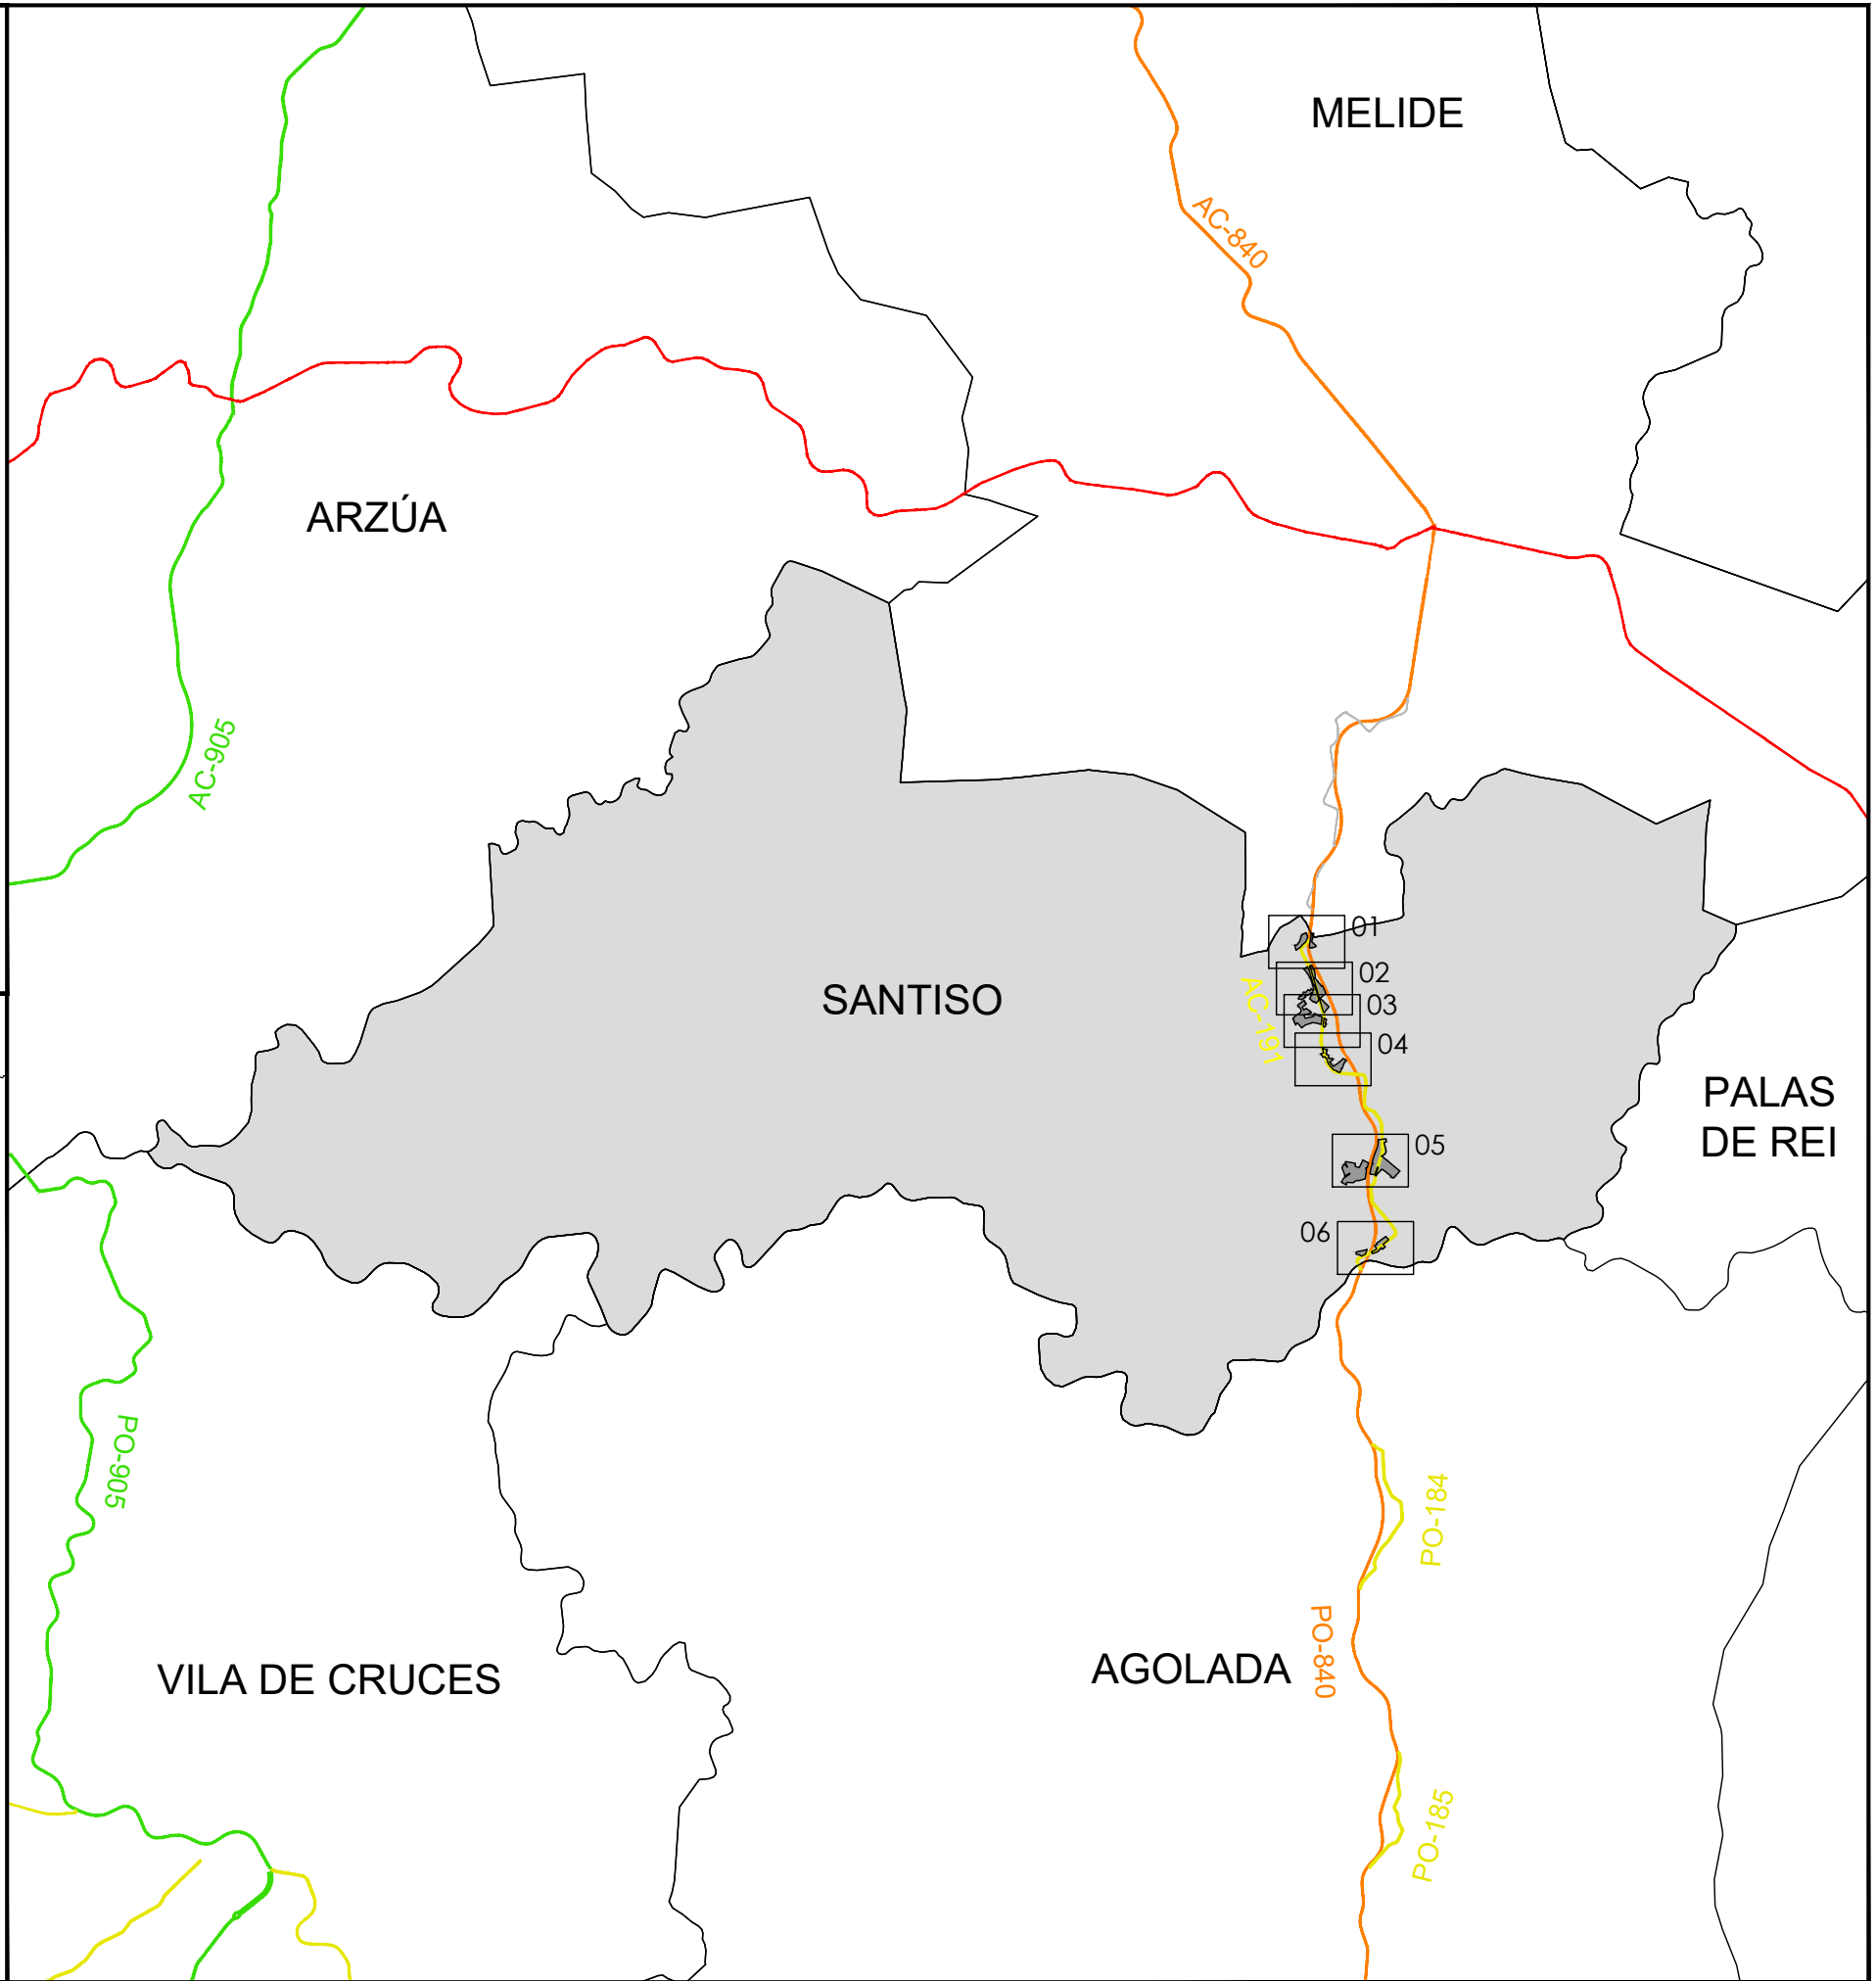 MELIDE
AC-840
ARZÚA
AC-905
01
02
SANTISO
AC-191
03
04
PALAS
DE REI
05
06
PO-905
PO-184
PO-840
AGOLADA
VILA DE CRUCES
PO-185